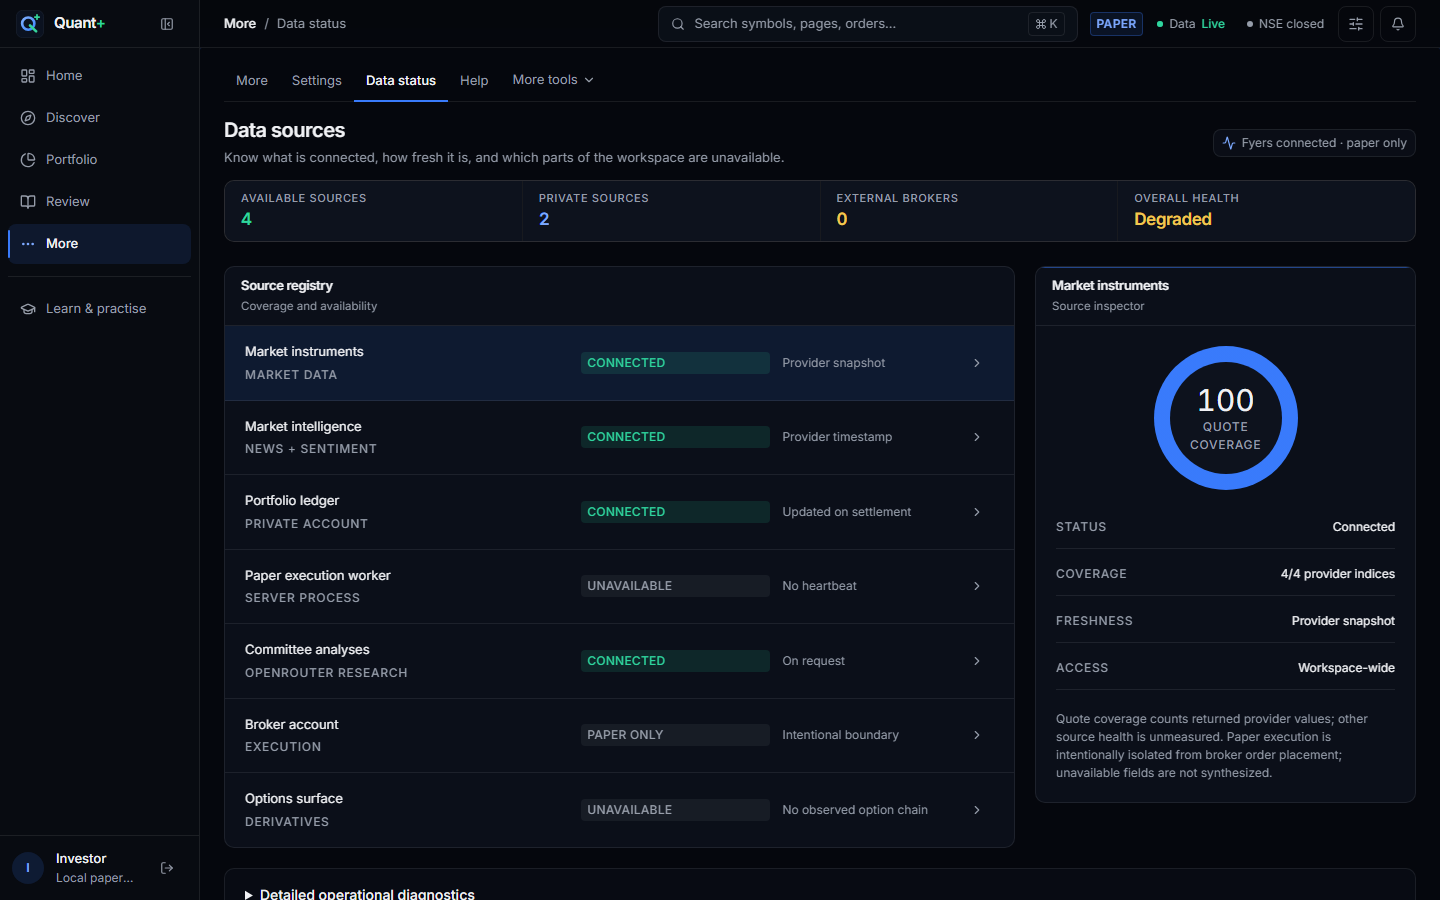 Quant+
More / Data status
Search symbols, pages, orders...
⌘ K
PAPER
Data Live
NSE closed
Home
Discover
Portfolio
Review
More
Learn & practise
Investor
Local paper...
I
More
Settings
Data status
Help
More tools
Data sources
Know what is connected, how fresh it is, and which parts of the workspace are unavailable.
Fyers connected · paper only
AVAILABLE SOURCES
4
PRIVATE SOURCES
2
EXTERNAL BROKERS
0
OVERALL HEALTH
Degraded
Source registry
Coverage and availability
Market instruments
MARKET DATA
CONNECTED
Provider snapshot
Market intelligence
NEWS + SENTIMENT
CONNECTED
Provider timestamp
Portfolio ledger
PRIVATE ACCOUNT
CONNECTED
Updated on settlement
Paper execution worker
SERVER PROCESS
UNAVAILABLE
No heartbeat
Committee analyses
OPENROUTER RESEARCH
CONNECTED
On request
Broker account
EXECUTION
PAPER ONLY
Intentional boundary
Options surface
DERIVATIVES
UNAVAILABLE
No observed option chain
Market instruments
Source inspector
100
QUOTE
COVERAGE
STATUS
Connected
COVERAGE
4/4 provider indices
FRESHNESS
Provider snapshot
ACCESS
Workspace-wide
Quote coverage counts returned provider values; other
source health is unmeasured. Paper execution is
intentionally isolated from broker order placement;
unavailable fields are not synthesized.
Detailed operational diagnostics